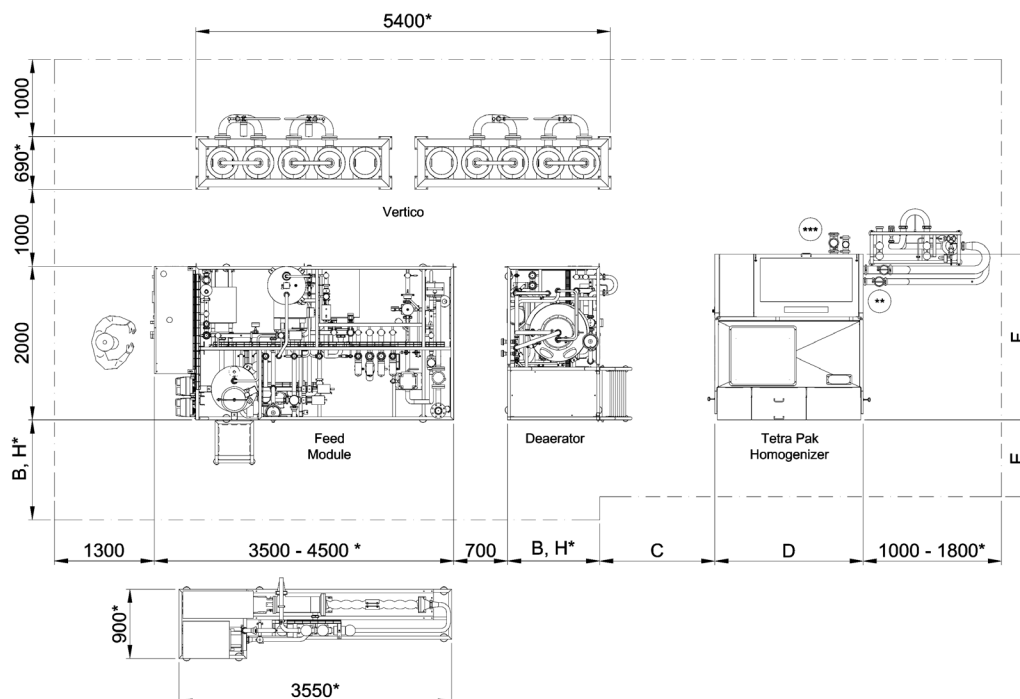 5400*
1000
690*
1000
2000
B, H*
Vertico
***
**
Feed
Module
Deaerator
Tetra Pak
Homogenizer
1300
3500 - 4500 *
700
B, H*
C
D
1000 - 1800*
900*
3550*